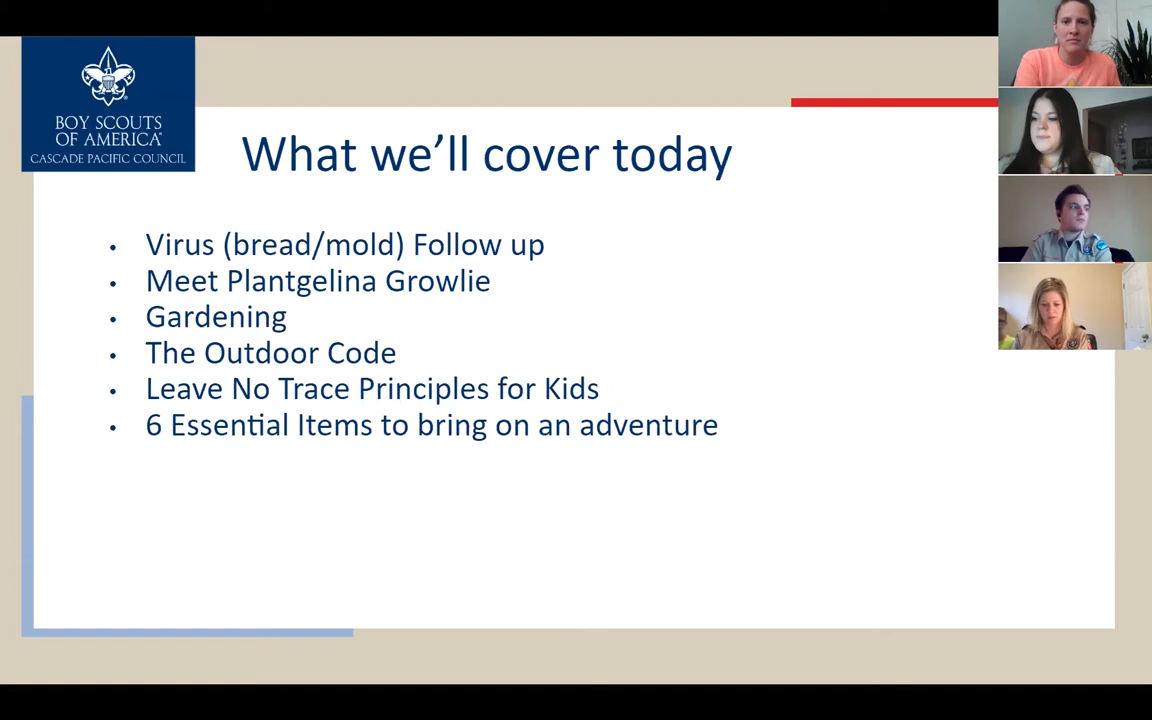 BOY SCOUTS
OF AMERICA®
CASCADE PACIFIC COUNCIL
What we’ll cover today
• Virus (bread/mold) Follow up
• Meet Plantgelina Growlie
• Gardening
• The Outdoor Code
• Leave No Trace Principles for Kids
• 6 Essential Items to bring on an adventure